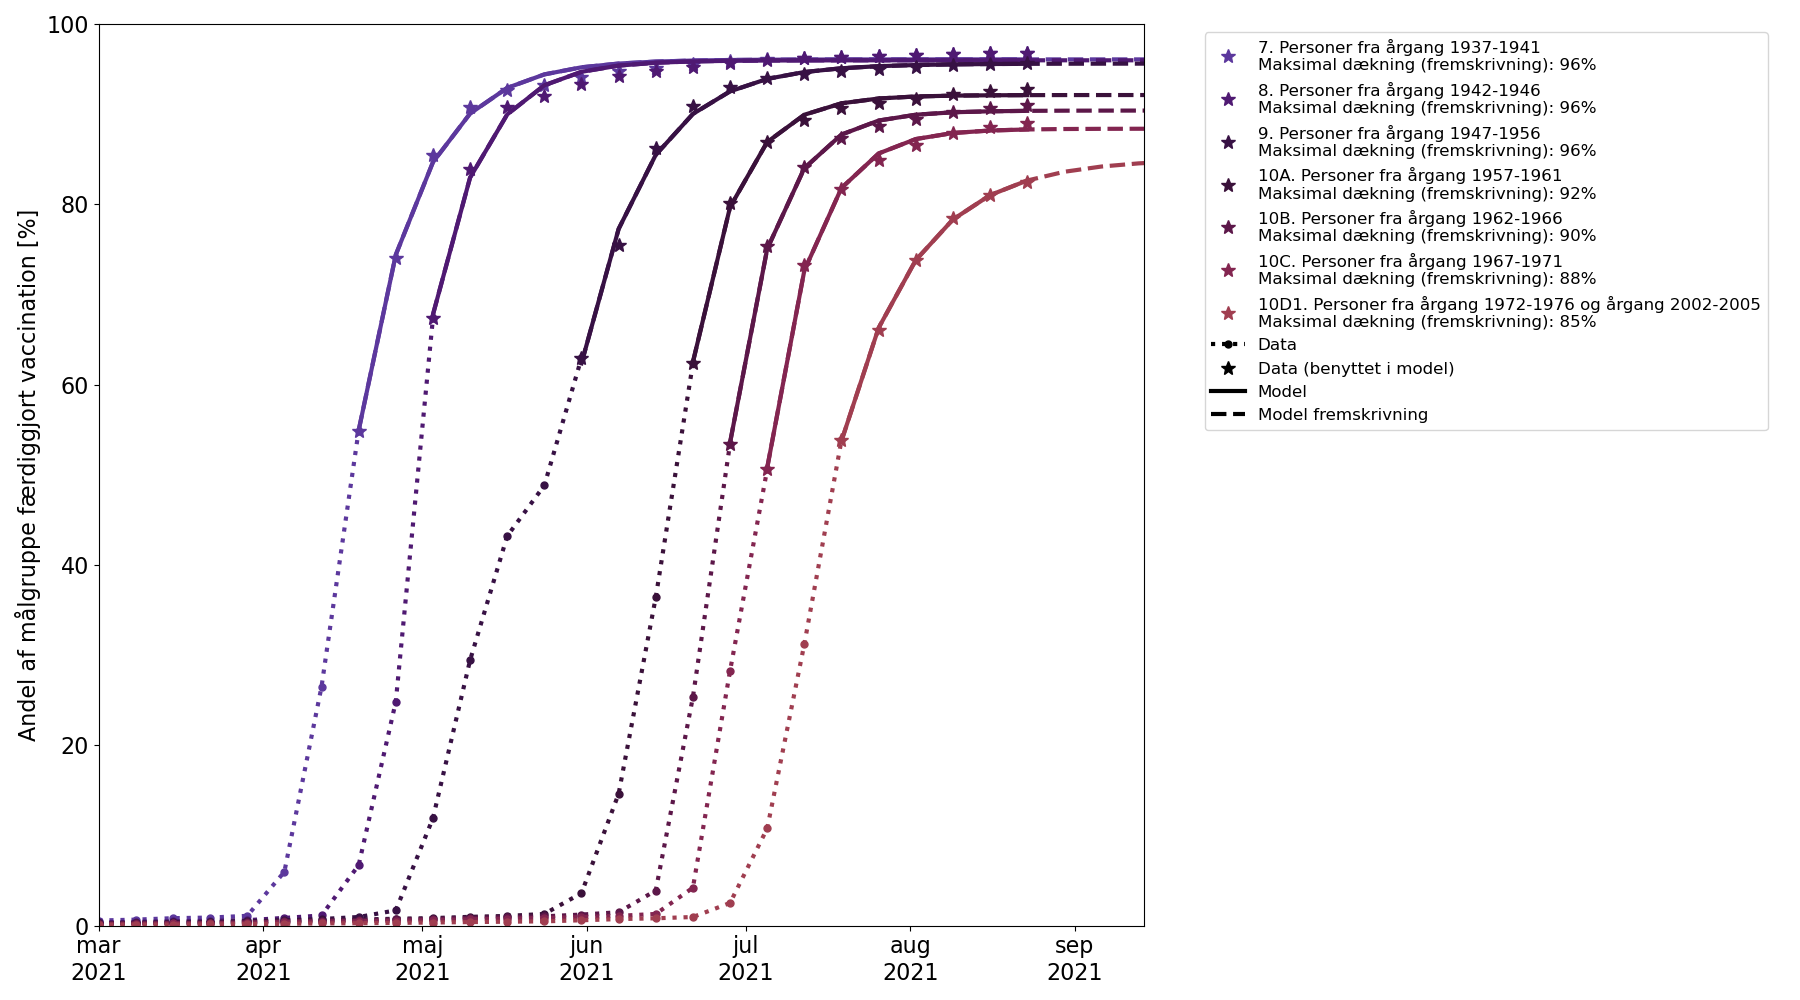 100
80
60
40
20
0
Andel af målgruppe færdiggjort vaccination [%]
mar
2021
apr
2021
maj
2021
jun
2021
jul
2021
aug
2021
sep
2021
7. Personer fra årgang 1937-1941
Maksimal dækning (fremskrivning): 96%
8. Personer fra årgang 1942-1946
Maksimal dækning (fremskrivning): 96%
9. Personer fra årgang 1947-1956
Maksimal dækning (fremskrivning): 96%
10A. Personer fra årgang 1957-1961
Maksimal dækning (fremskrivning): 92%
10B. Personer fra årgang 1962-1966
Maksimal dækning (fremskrivning): 90%
10C. Personer fra årgang 1967-1971
Maksimal dækning (fremskrivning): 88%
10D1. Personer fra årgang 1972-1976 og årgang 2002-2005
Maksimal dækning (fremskrivning): 85%
Data
Data (benyttet i model)
Model
Model fremskrivning